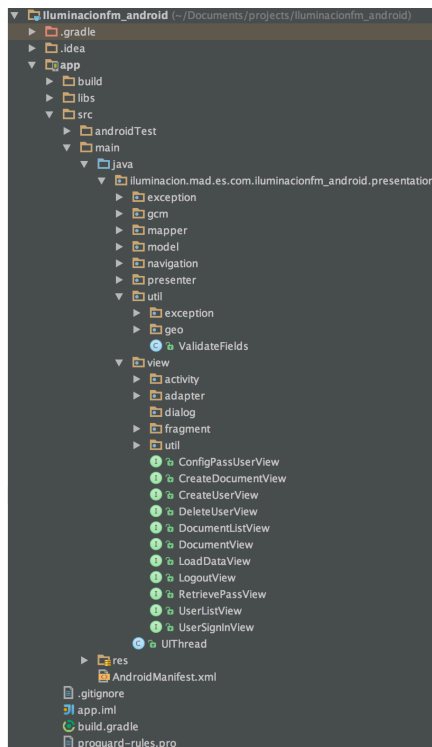 Iluminacionfm_android (~/Documents/projects/Iluminacionfm_android)
.gradle
.idea
app
build
libs
src
androidTest
main
java
iluminacion.mad.es.com.iluminacionfm_android.presentation
exception
gcm
mapper
model
navigation
presenter
util
exception
geo
ValidateFields
view
activity
adapter
dialog
fragment
util
ConfigPassUserView
CreateDocumentView
CreateUserView
DeleteUserView
DocumentListView
DocumentView
LoadDataView
LogoutView
RetrievePassView
UserListView
UserSignInView
UIThread
res
AndroidManifest.xml
.gitignore
app.iml
build.gradle
proguard-rules.pro